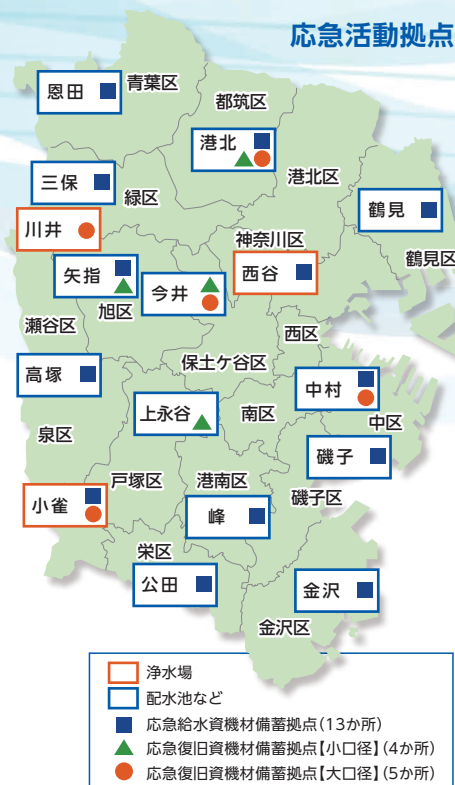 応急活動拠点
恩田
青葉区
都筑区
港北
港北区
三保
緑区
鶴見
川井
神奈川区
鶴見区
矢指
今井
西谷
旭区
瀬谷区
西区
保土ケ谷区
高塚
中村
上永谷
南区
中区
泉区
磯子
戸塚区
港南区
磯子区
小雀
峰
栄区
公田
金沢
金沢区
浄水場
配水池など
応急給水資機材備蓄拠点(13か所)
応急復旧資機材備蓄拠点【小口径】(4か所)
応急復旧資機材備蓄拠点【大口径】(5か所)